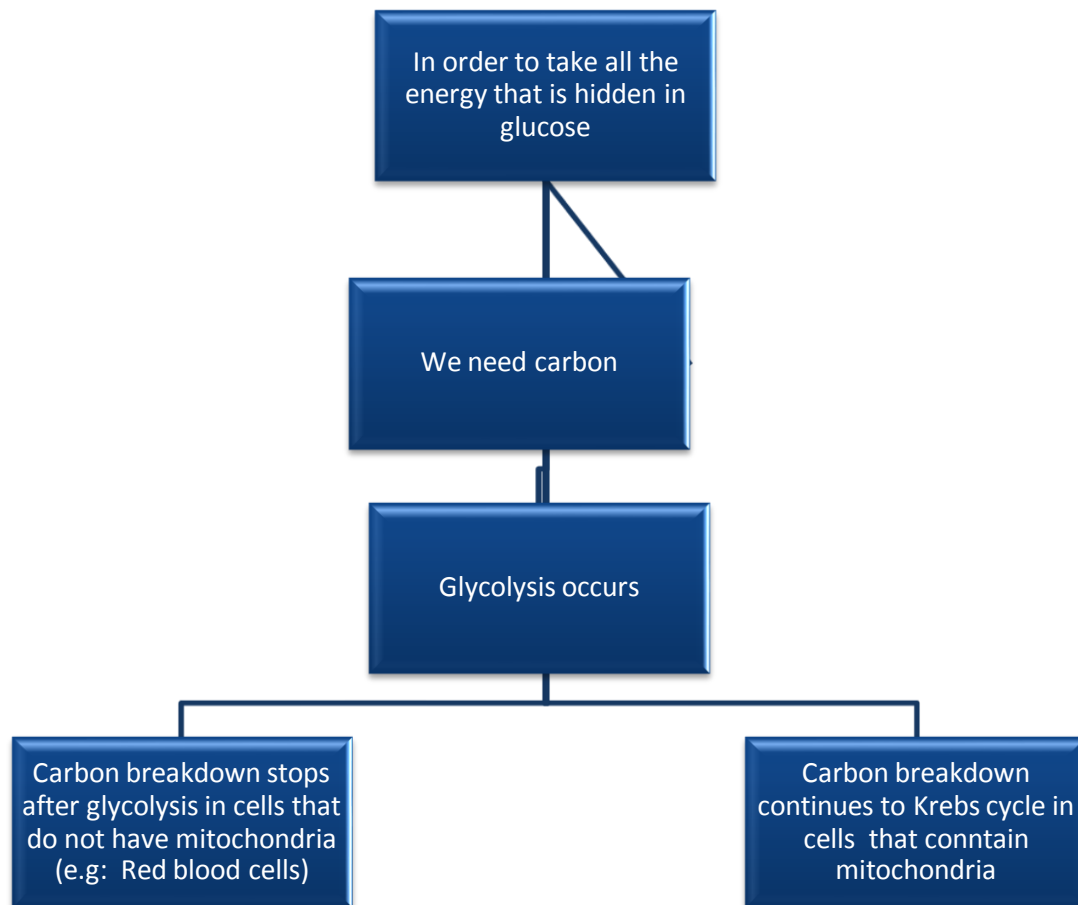 In order to take all the
energy that is hidden in
glucose
We need carbon
Glycolysis occurs
Carbon breakdown stops
after glycolysis in cells that
do not have mitochondria
(e.g: Red blood cells)
Carbon breakdown
continues to Krebs cycle in
cells that conntain
mitochondria